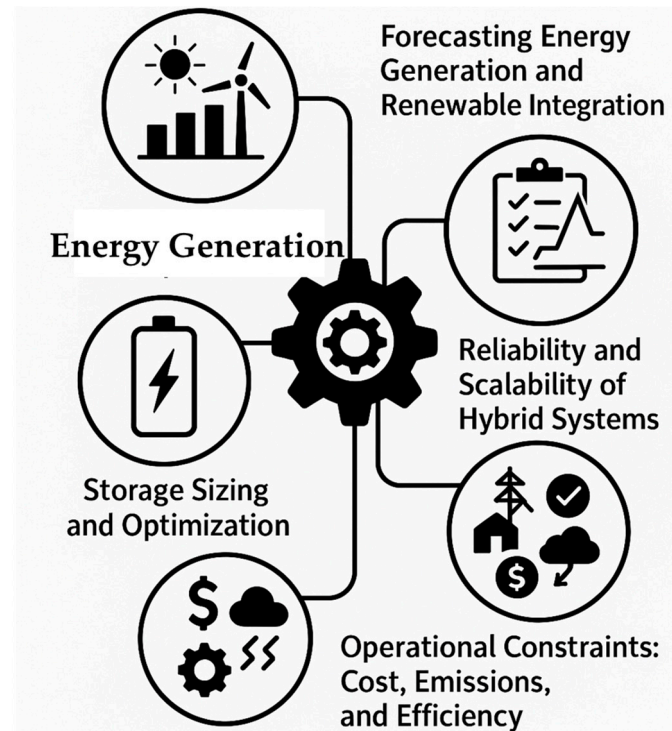 Forecasting Energy
Generation and
Renewable Integration
Energy Generation
Reliability and
Scalability of
Hybrid Systems
Storage Sizing
and Optimization
$
$
Operational Constraints:
Cost, Emissions,
and Efficiency